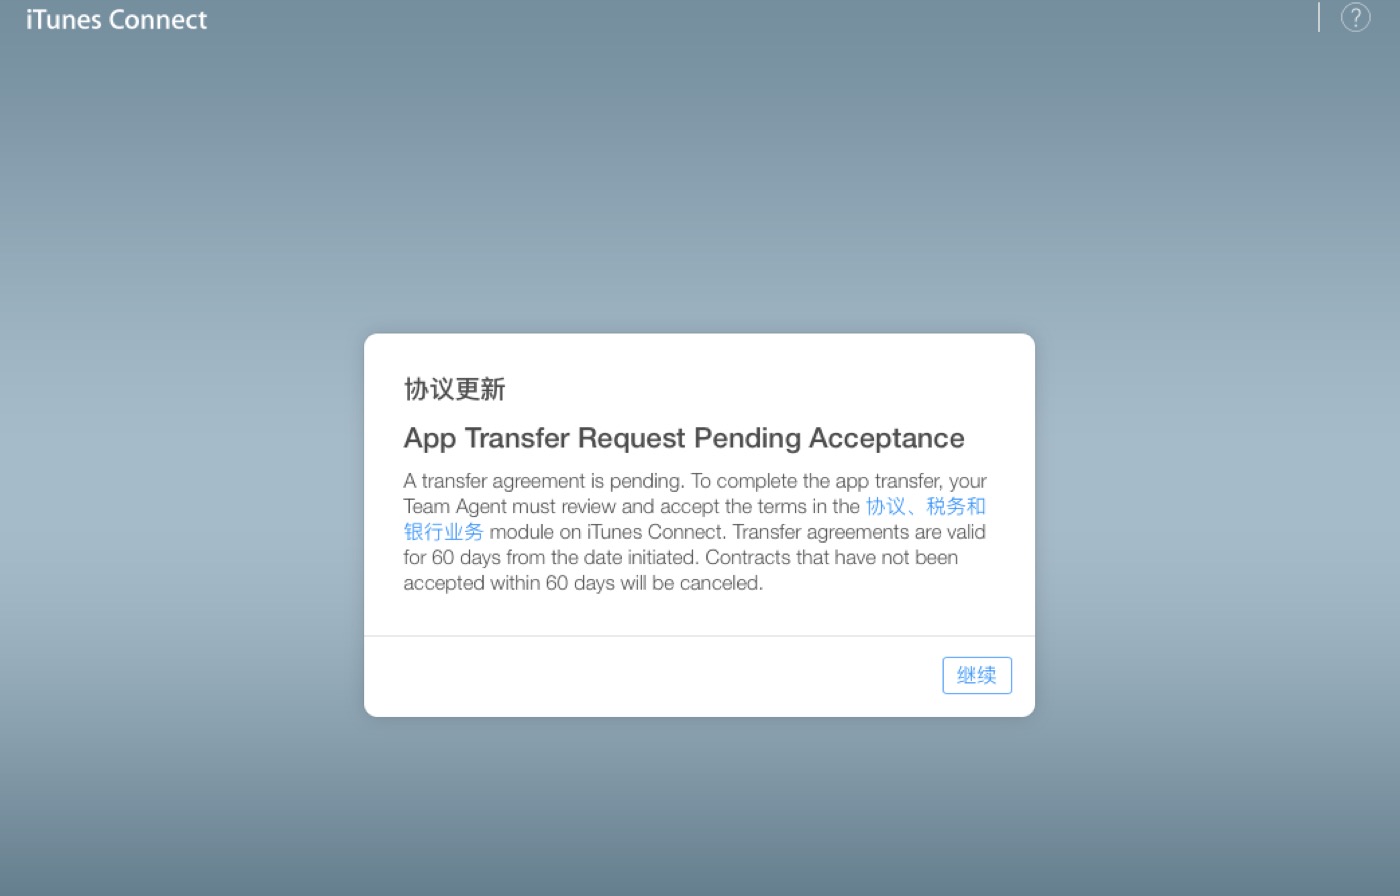 iTunes Connect
?
协议更新
App Transfer Request Pending Acceptance
A transfer agreement is pending. To complete the app transfer, your
Team Agent must review and accept the terms in the 协议、税务和
银行业务 module on iTunes Connect. Transfer agreements are valid
for 60 days from the date initiated. Contracts that have not been
accepted within 60 days will be canceled.
继续